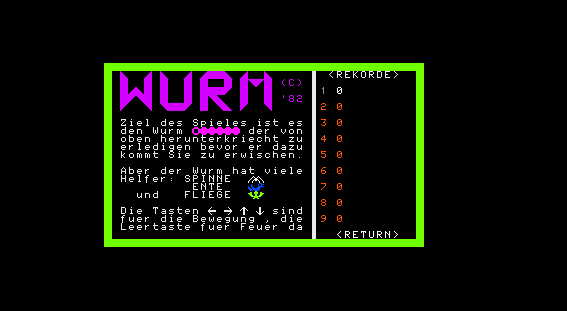 WURM
(C)
'82
Ziel des Spieles ist es
den Wurm der von
oben herunterkriecht zu
erledigen bevor er dazu
kommt Sie zu erwischen.
Aber der Wurm hat viele
Helfer: SPINNE
ENTE
und FLIEGE
Die Tasten ← → ↑ ↓ sind
fuer die Bewegung , die
Leertaste fuer Feuer da
<REKORDE>
1 0
2 0
3 0
4 0
5 0
6 0
7 0
8 0
9 0
<RETURN>